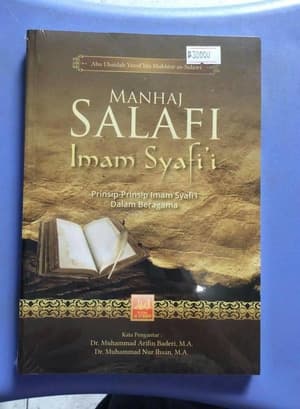 Abu Ubaidah Yusuf bin Mukhtar as-Sidawi
MANHAJ
SALAFI
Imam Syafi'i
Prinsip-Prinsip Imam Syafi'i
Dalam Beragama
Kata Pengantar :
Dr. Muhammad Arifin Baderi, M.A.
Dr. Muhammad Nur Ihsan, M.A.